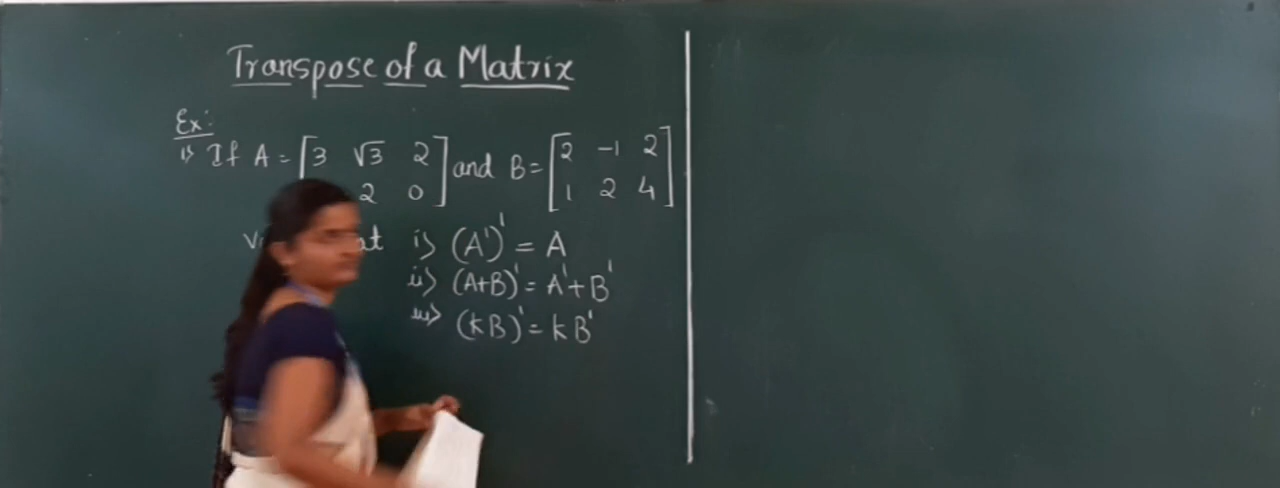 Transpose of a Matrix
Ex:
1) If A = [3 √3 2] and B = [2 -1 2]
2 0 1 2 4
i) (A')' = A
ii) (A+B)' = A' + B'
iii) (kB)' = kB'